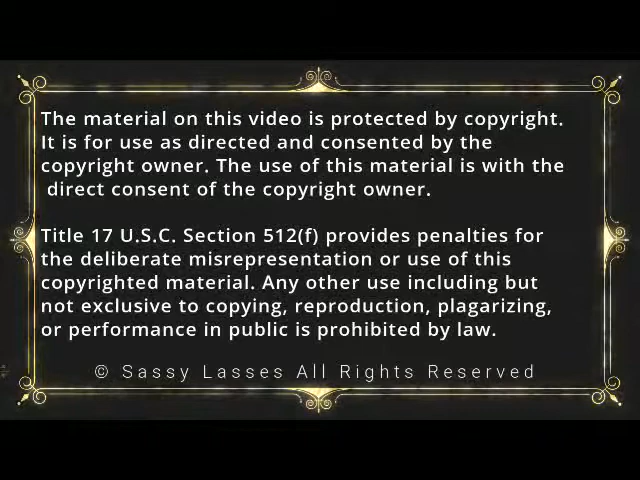 The material on this video is protected by copyright.
It is for use as directed and consented by the
copyright owner. The use of this material is with the
direct consent of the copyright owner.
Title 17 U.S.C. Section 512(f) provides penalties for
the deliberate misrepresentation or use of this
copyrighted material. Any other use including but
not exclusive to copying, reproduction, plagarizing,
or performance in public is prohibited by law.
© Sassy Lasses All Rights Reserved